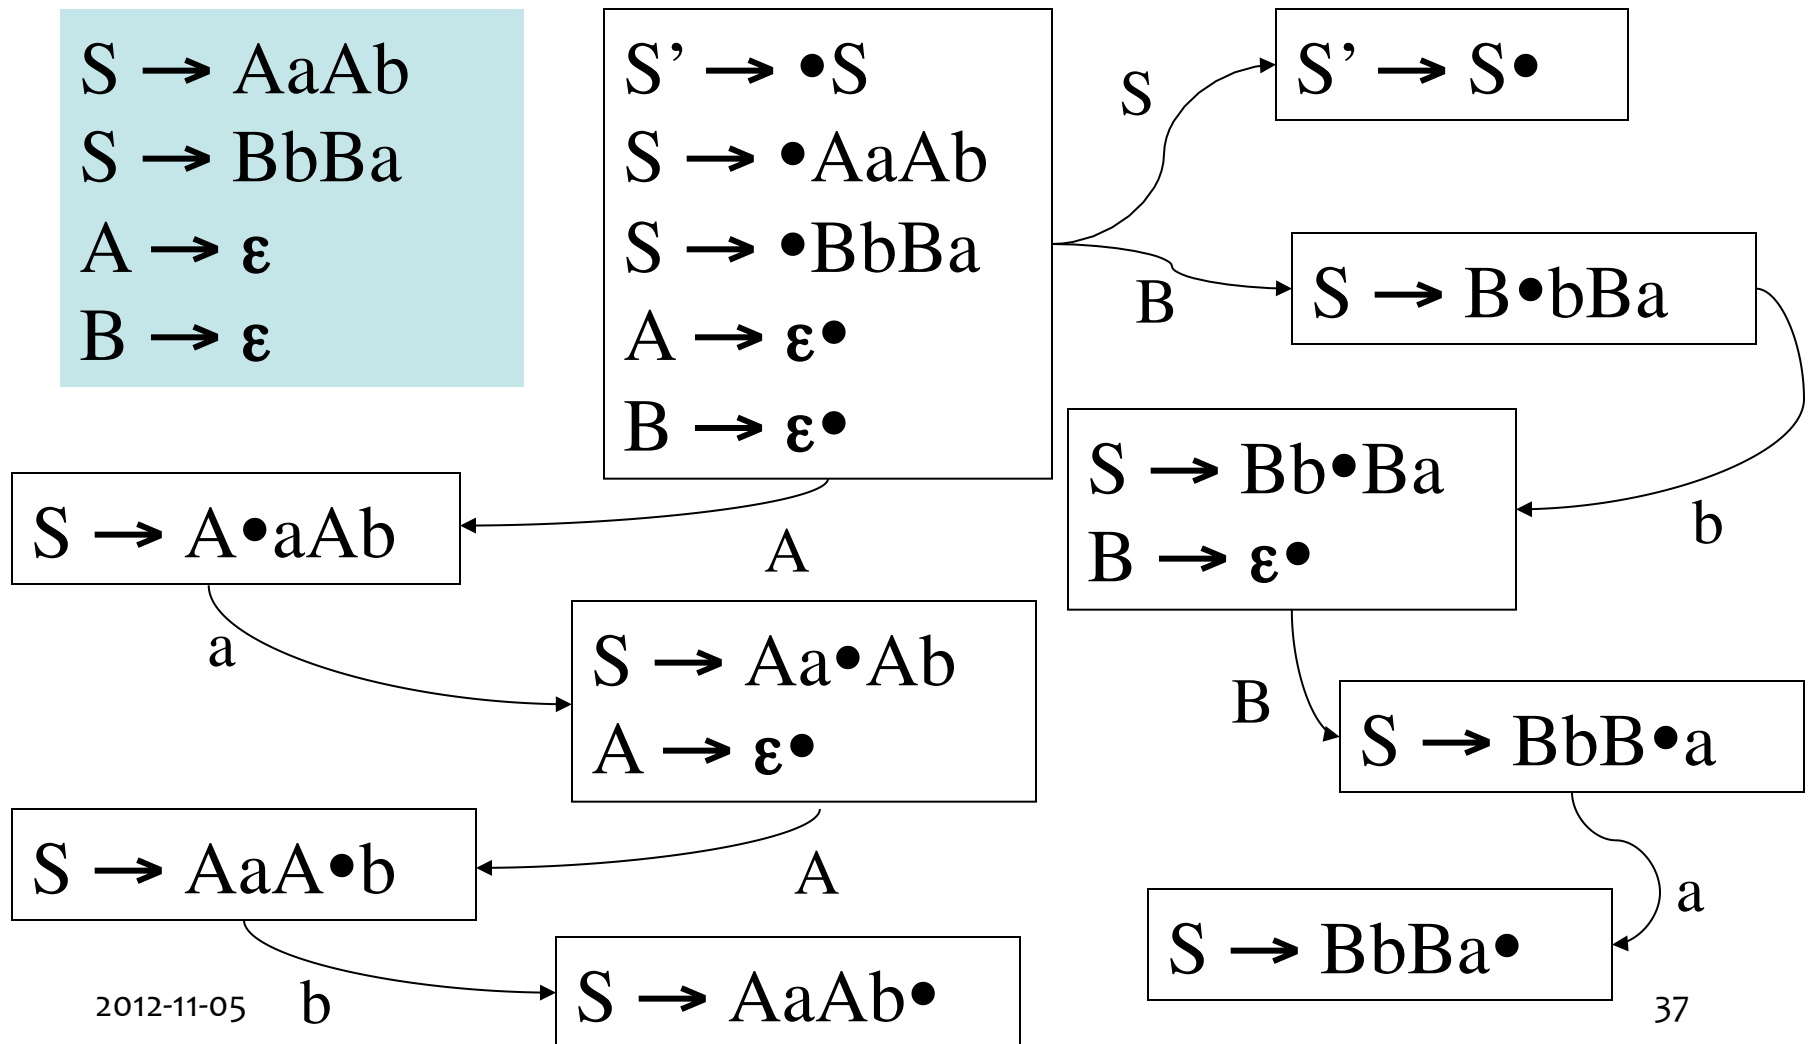 S → AaAb
S → BbBa
A → ε
B → ε
S’ → •S
S → •AaAb
S → •BbBa
A → ε•
B → ε•
S
S’ → S•
B
S → B•bBa
b
S → Bb•Ba
B → ε•
A
S → A•aAb
a
S → Aa•Ab
A → ε•
B
S → BbB•a
A
S → AaA•b
a
S → BbBa•
b
S → AaAb•
2012-11-05
37